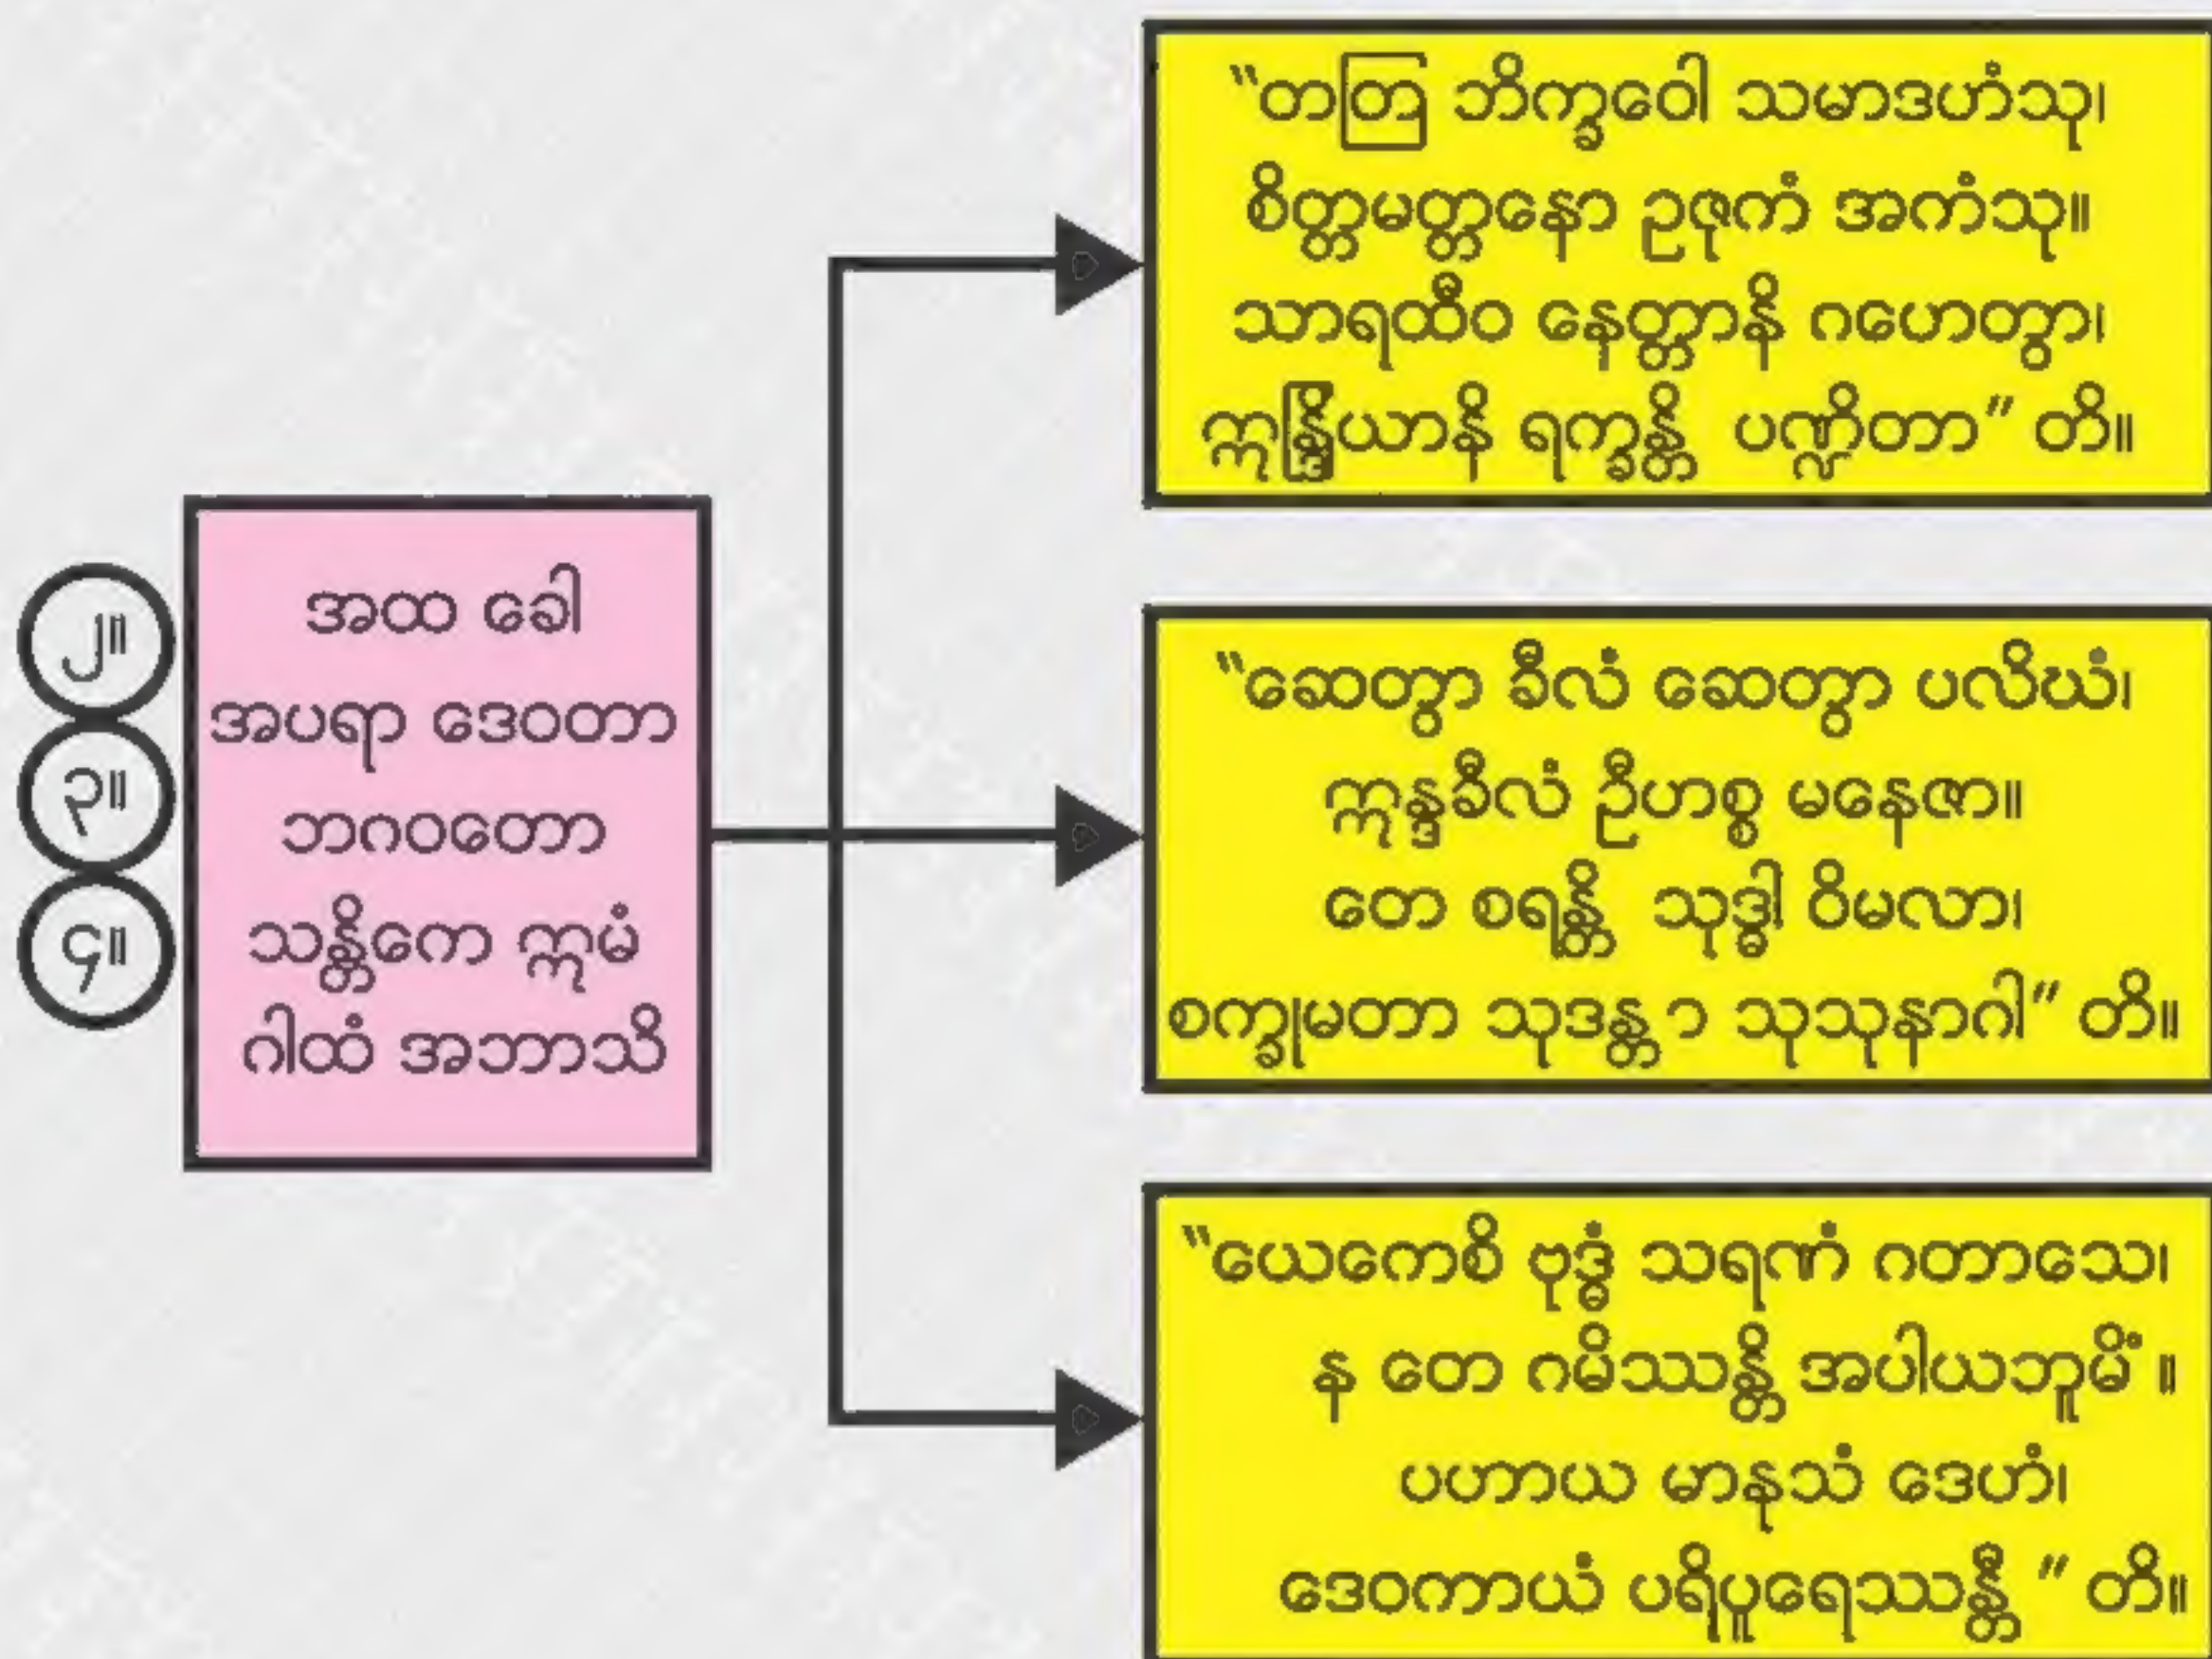 ၂။
၃။
၄။
အထ ခေါ
အပရာ ဒေဝတာ
ဘဂဝတော
သန္တိကေ ဣမံ
ဂါထံ အဘာသိ
“တတြ ဘိက္ခဝေါ သမာဒဟံသု၊
စိတ္တမတ္တနော ဥဇုကံ အကံသု။
သာရထီဝ နေတ္တာနိ ဂဟေတွာ၊
ဣန္ဒြိယာနိ ရက္ခန္တိ ပဏ္ဍိတာ” တိ။
“ဆေတွာ ခီလံ ဆေတွာ ပလိဃံ၊
ဣန္ဒခီလံ ဦဟစ္စ မနေဇာ။
တေ စရန္တိ သုဒ္ဓါ ဝိမလာ၊
စက္ခုမတာ သုဒန္တာ သုသုနာဂါ” တိ။
“ယေကေစိ ဗုဒ္ဓံ သရဏံ ဂတာသေ၊
န တေ ဂမိဿန္တိ အပါယဘူမိံ ။
ပဟာယ မာနုသံ ဒေဟံ၊
ဒေဝကာယံ ပရိပူရေဿန္တီ ” တိ။